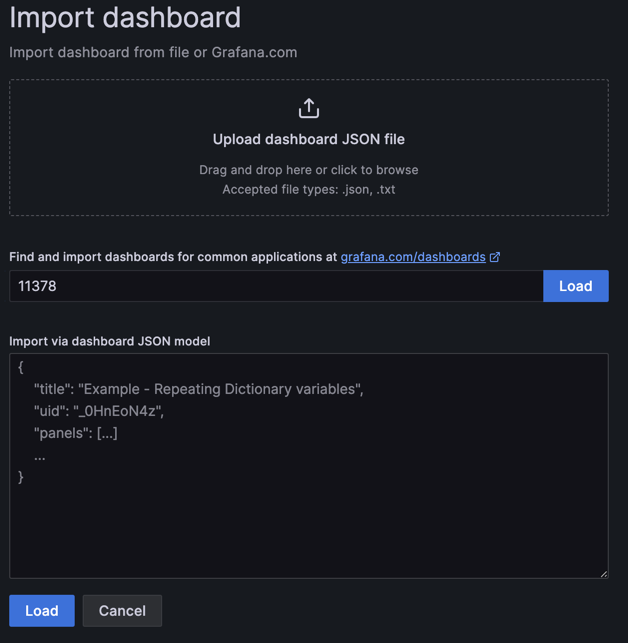 Import dashboard
Import dashboard from file or Grafana.com
Upload dashboard JSON file
Drag and drop here or click to browse
Accepted file types: .json, .txt
Find and import dashboards for common applications at grafana.com/dashboards
11378 Load
Import via dashboard JSON model
{
"title": "Example - Repeating Dictionary variables",
"uid": "_0HnEoN4z",
"panels": [...]
...
}
Load Cancel